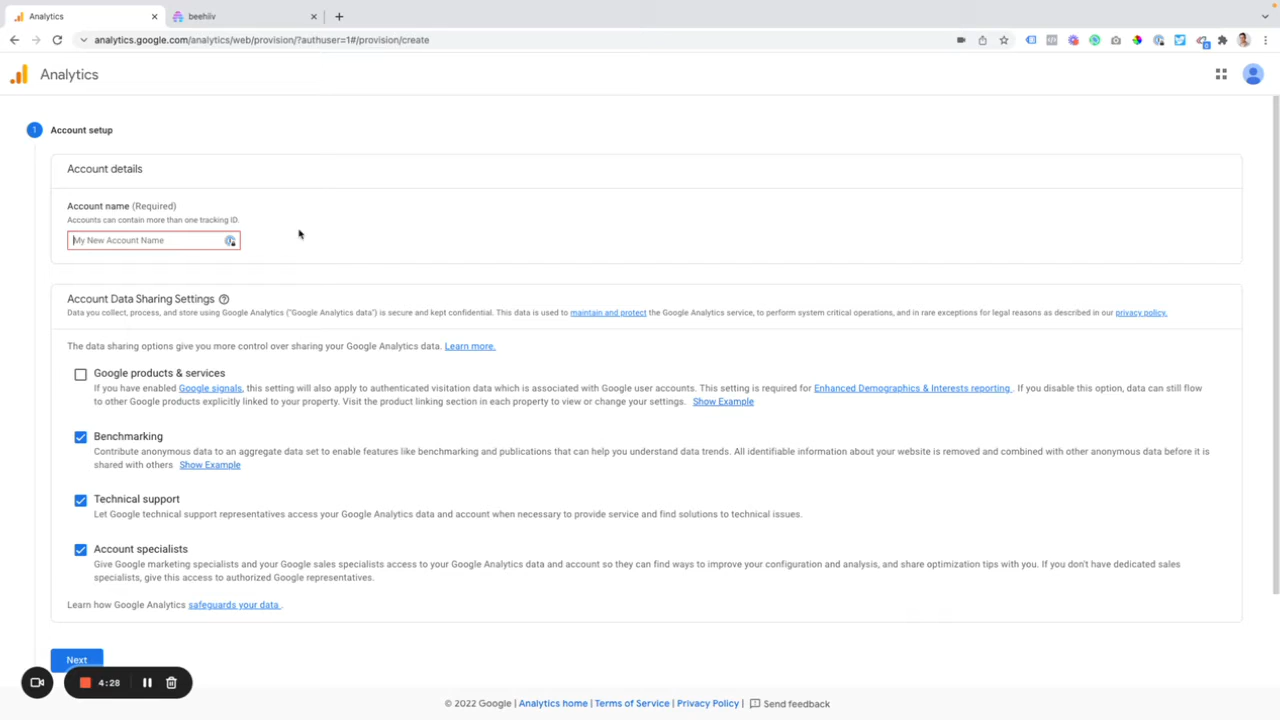 Analytics
beehiiv
analytics.google.com/analytics/web/provision/?authuser=1#/provision/create
Analytics
1 Account setup
Account details
Account name (Required)
Accounts can contain more than one tracking ID.
My New Account Name
Account Data Sharing Settings
Data you collect, process, and store using Google Analytics ("Google Analytics data") is secure and kept confidential. This data is used to maintain and protect the Google Analytics service, to perform system critical operations, and in rare exceptions for legal reasons as described in our privacy policy.
The data sharing options give you more control over sharing your Google Analytics data. Learn more.
Google products & services
If you have enabled Google signals, this setting will also apply to authenticated visitation data which is associated with Google user accounts. This setting is required for Enhanced Demographics & Interests reporting . If you disable this option, data can still flow
to other Google products explicitly linked to your property. Visit the product linking section in each property to view or change your settings. Show Example
Benchmarking
Contribute anonymous data to an aggregate data set to enable features like benchmarking and publications that can help you understand data trends. All identifiable information about your website is removed and combined with other anonymous data before it is
shared with others Show Example
Technical support
Let Google technical support representatives access your Google Analytics data and account when necessary to provide service and find solutions to technical issues.
Account specialists
Give Google marketing specialists and your Google sales specialists access to your Google Analytics data and account so they can find ways to improve your configuration and analysis, and share optimization tips with you. If you don't have dedicated sales
specialists, give this access to authorized Google representatives.
Learn how Google Analytics safeguards your data .
Next
4:28
© 2022 Google | Analytics home | Terms of Service | Privacy Policy | Send feedback